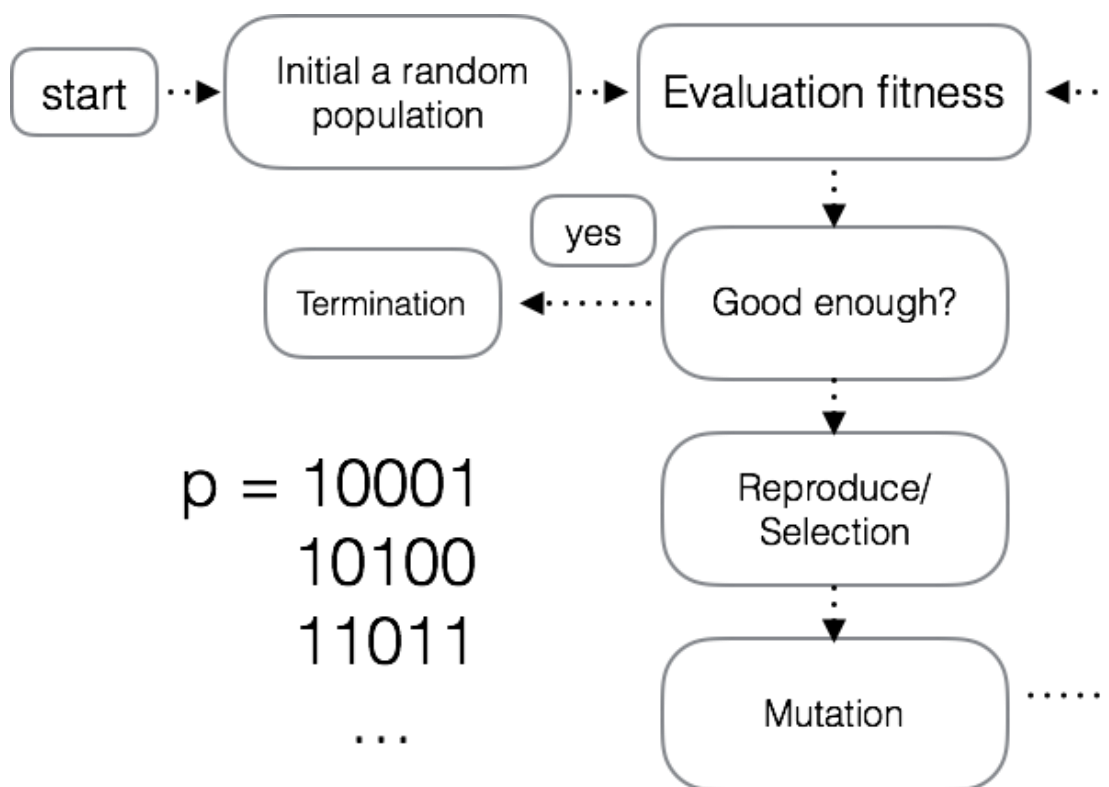 start
Initial a random
population
Evaluation fitness
yes
Termination
Good enough?
Reproduce/
Selection
Mutation
p = 10001
10100
11011
...